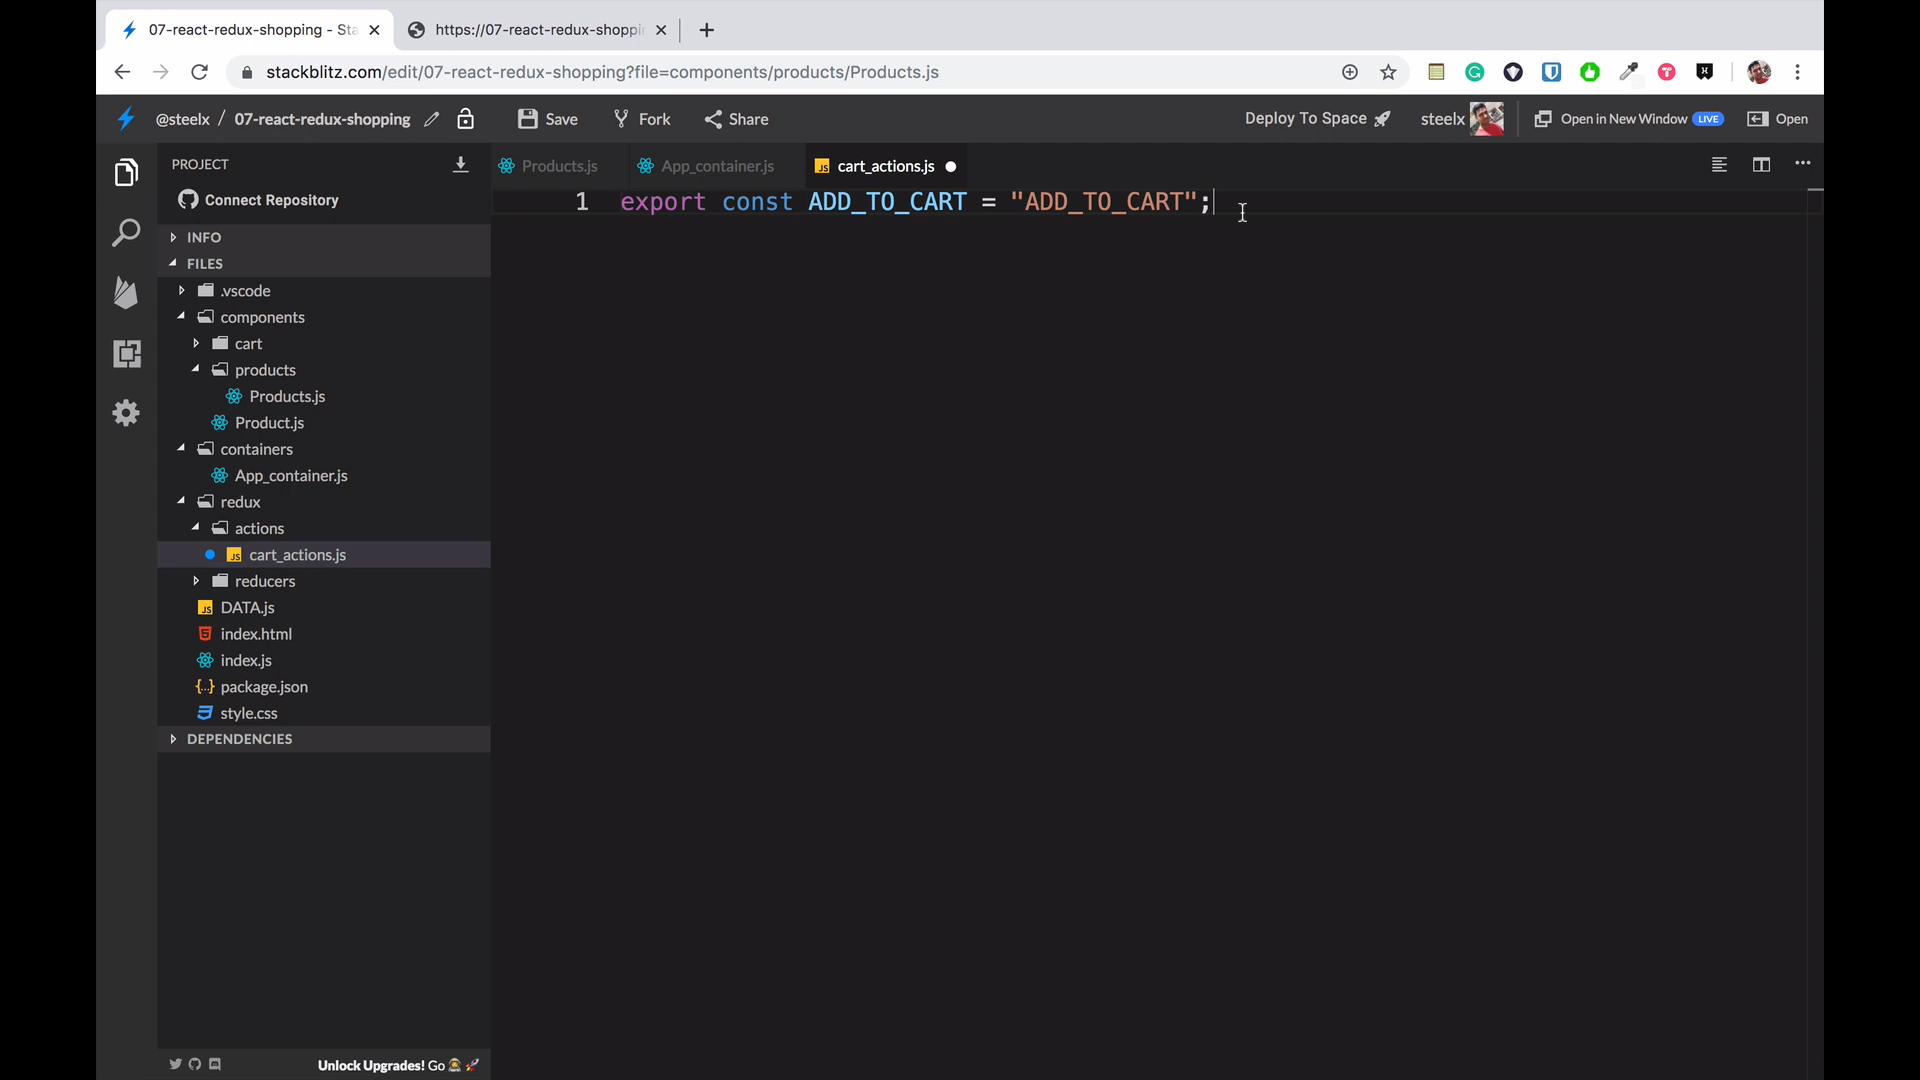 07-react-redux-shopping - Sta
https://07-react-redux-shoppin
stackblitz.com/edit/07-react-redux-shopping?file=components/products/Products.js
@steelx / 07-react-redux-shopping
Save
Fork
Share
Deploy To Space
steelx
Open in New Window LIVE
Open
PROJECT
Connect Repository
INFO
FILES
.vscode
components
cart
products
Products.js
Product.js
containers
App_container.js
redux
actions
JS cart_actions.js
reducers
JS DATA.js
index.html
index.js
{..} package.json
style.css
DEPENDENCIES
Unlock Upgrades! Go
Products.js
App_container.js
JS cart_actions.js
1 export const ADD_TO_CART = "ADD_TO_CART";